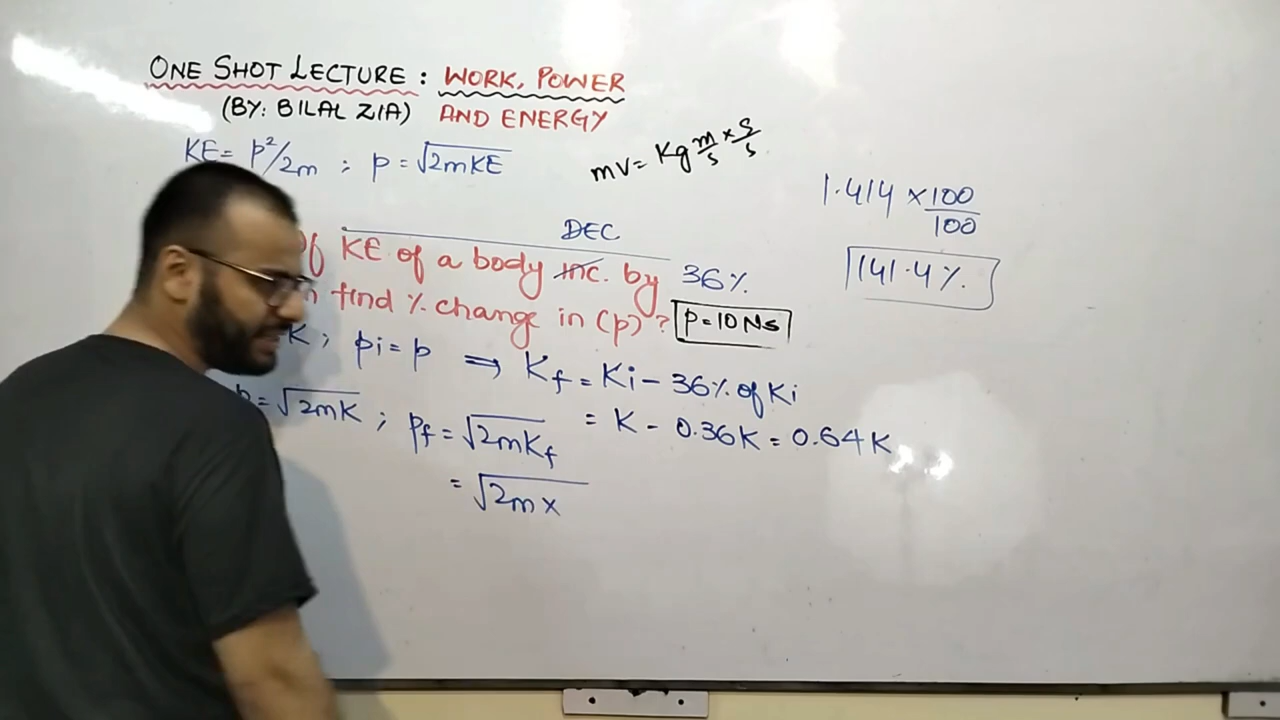 ONE SHOT LECTURE : WORK, POWER
(BY: BILAL ZIA) AND ENERGY
KE = p²/2m ; p = √2mKE
mv = Kg m/s × s/s
1.414 × 100/100
141.4%.
DEC
KE of a body inc. by 36%.
find % change in (p) ? p = 10 Ns
K ; pi = p ⇒ Kf = Ki - 36% of Ki
= √2mK ; pf = √2mKf = K - 0.36K = 0.64K
= √2m x